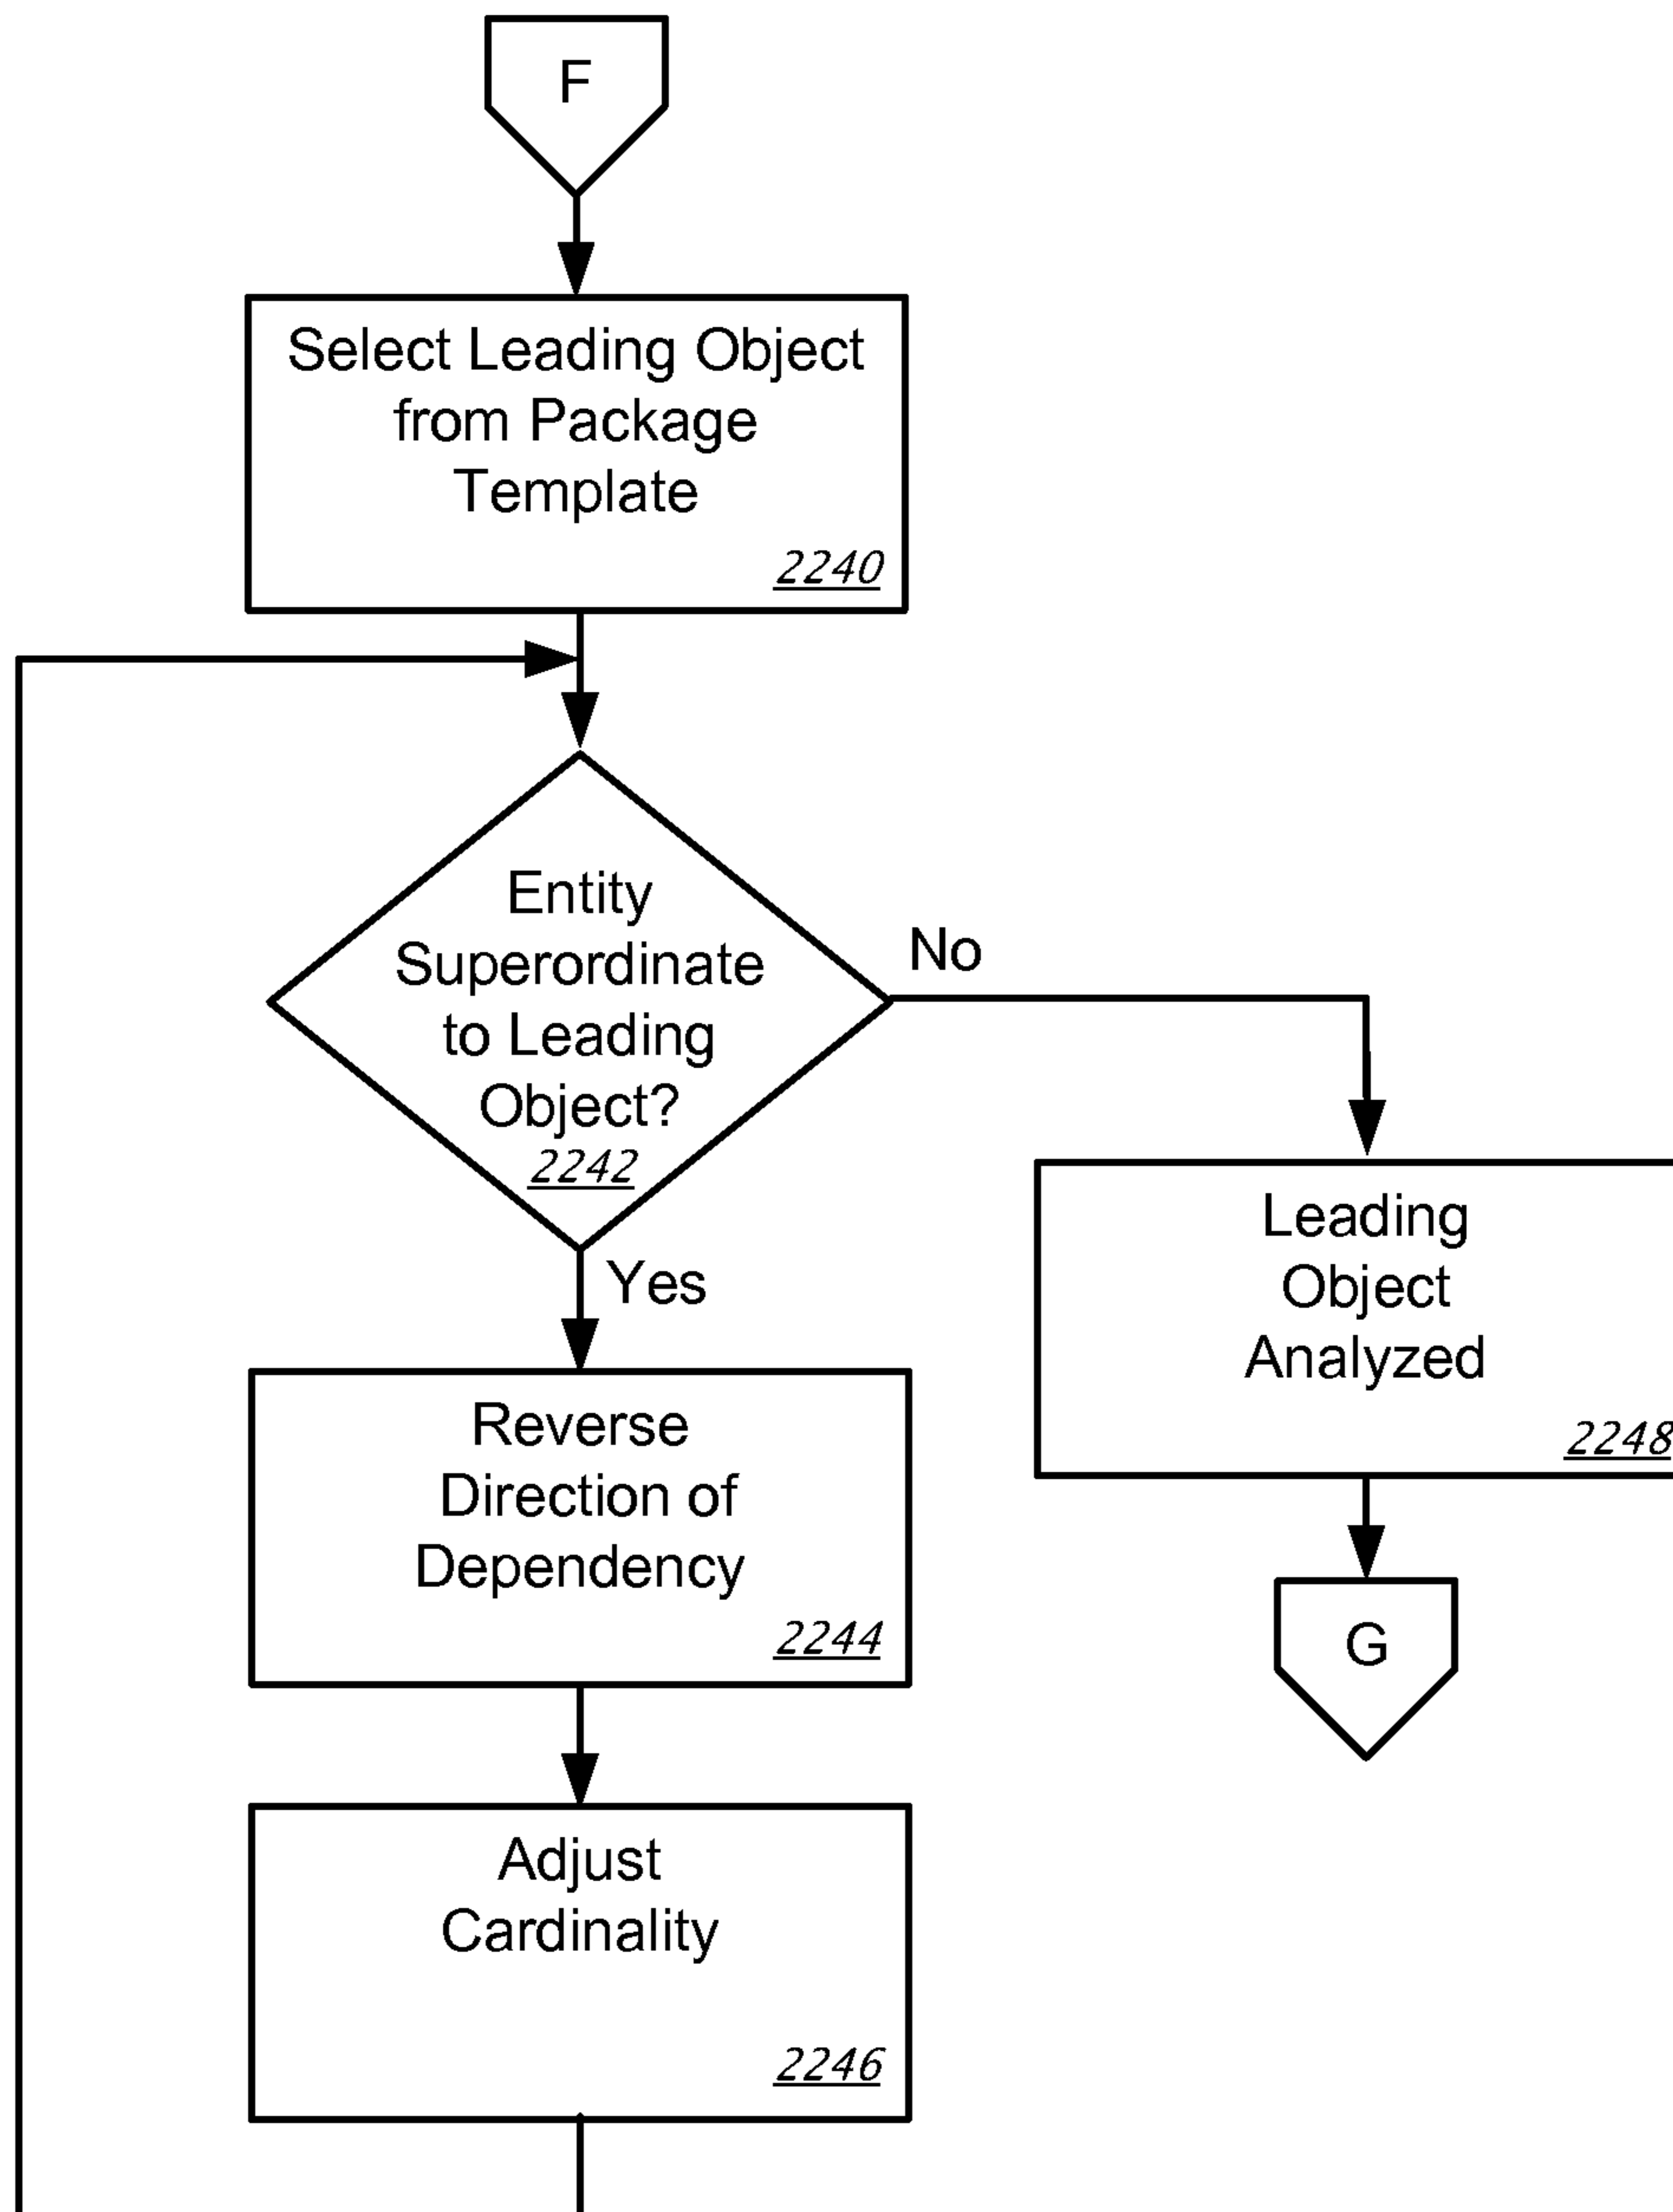 F
Select Leading Object
from Package
Template
2240
Entity
Superordinate
to Leading
Object?
2242
No
Yes
Leading
Object
Analyzed
2248
Reverse
Direction of
Dependency
2244
G
Adjust
Cardinality
2246